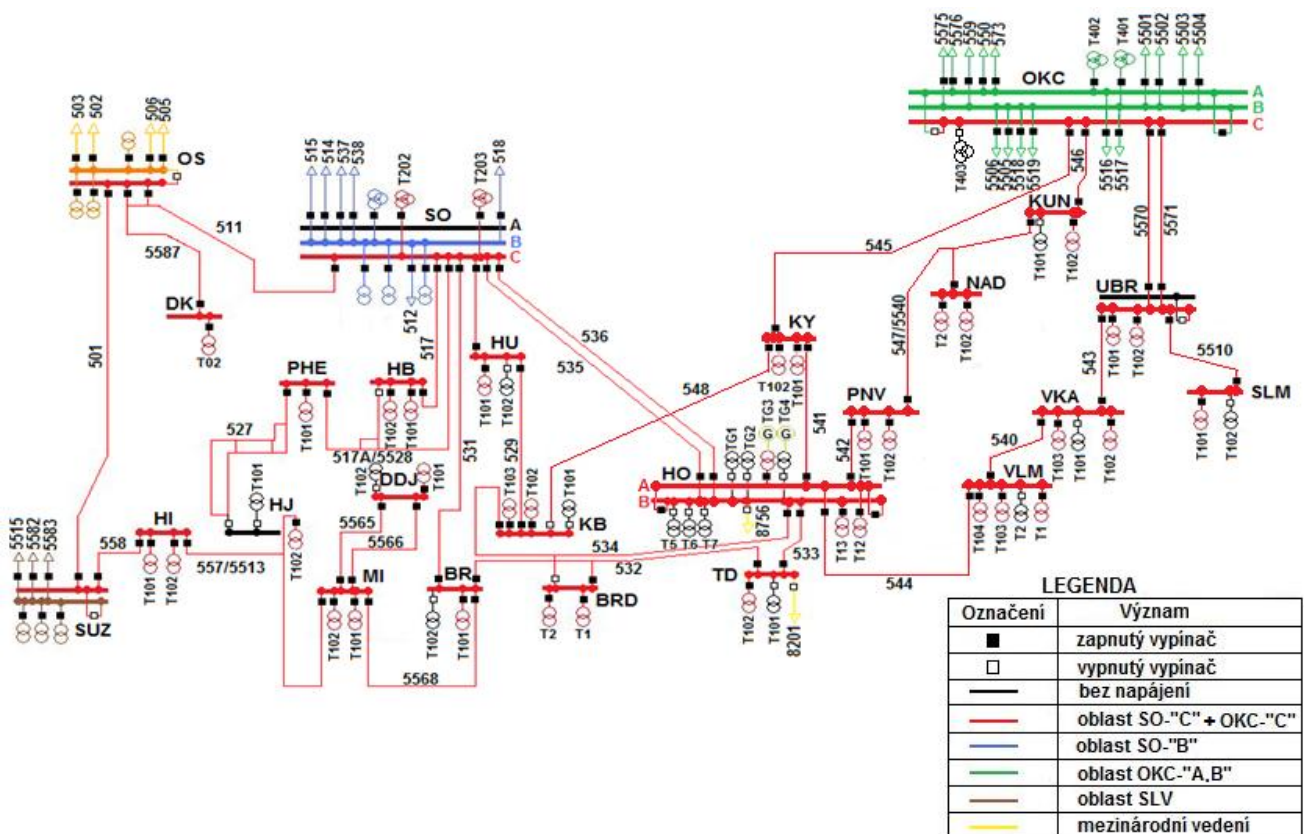 5575
5576
559
550
573
T402
T401
5501
5502
5503
5504
OKC
A
B
C
T403
5506
5505
5518
5519
546
5516
5517
5570
5571
503
502
506
505
OS
515
514
537
538
T202
T203
518
SO
A
B
C
512
511
5587
DK
T02
501
517
HU
T101
T102
529
536
535
545
KUN
T101
T102
NAD
T2
T102
547/5540
UBR
T101
T102
543
5510
SLM
T101
T102
PHE
T101
HB
T102
T101
527
517A/5528
531
T102
DDJ
T101
5565
5566
T103
T102
T101
KB
548
KY
T102
T101
541
PNV
542
T101
T102
VKA
T103
T101
T102
540
VLM
T104
T103
T2
T1
544
TG1
TG2
TG3
TG4
G
G
HO
A
B
T5
T6
T7
8756
T13
T12
533
534
532
TD
T102
T101
8201
BRD
T2
T1
T101
HJ
T102
HI
T101
T102
558
557/5513
5515
5582
5583
SUZ
MI
T102
T101
BR
T102
T101
5568
LEGENDA
Označení Význam
zapnutý vypínač
vypnutý vypínač
bez napájení
oblast SO-"C" + OKC-"C"
oblast SO-"B"
oblast OKC-"A,B"
oblast SLV
mezinárodní vedení